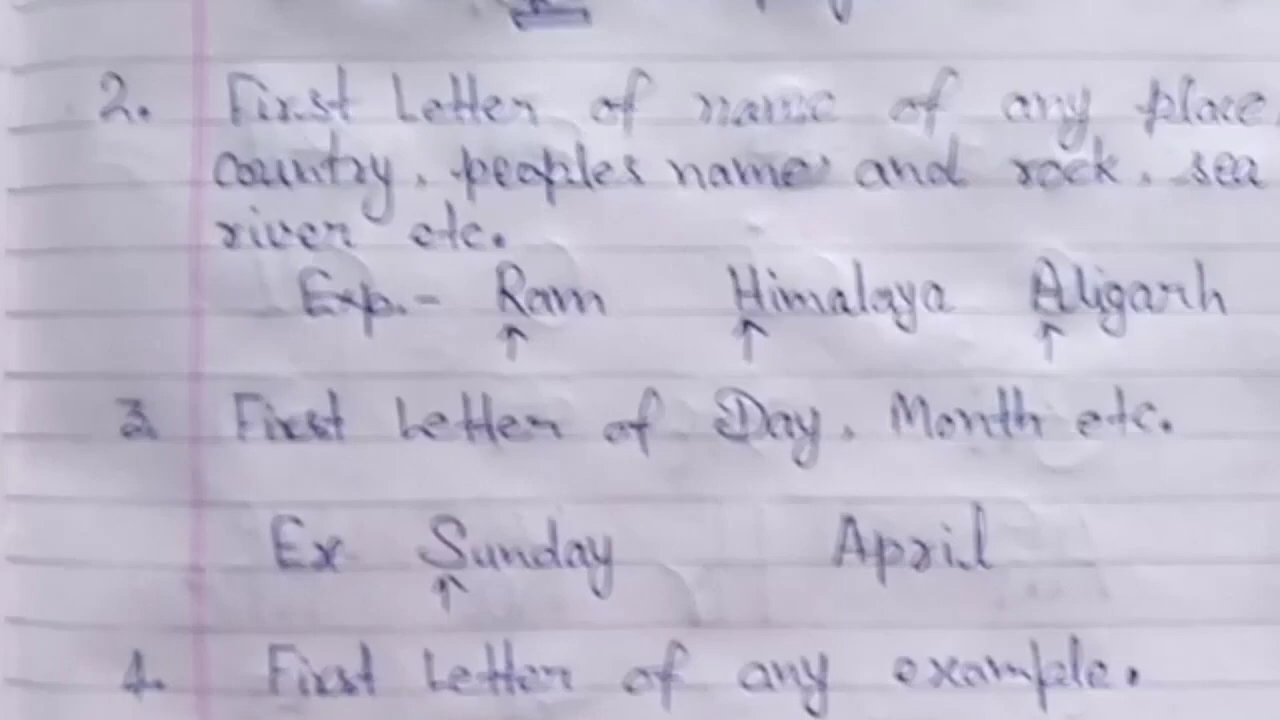 2. First Letter of name of any place,
country, peoples name and rock, sea
river etc.
Exp.- Ram Himalaya Aligarh
3. First Letter of Day, Month etc.
Ex Sunday April
4. First Letter of any example.